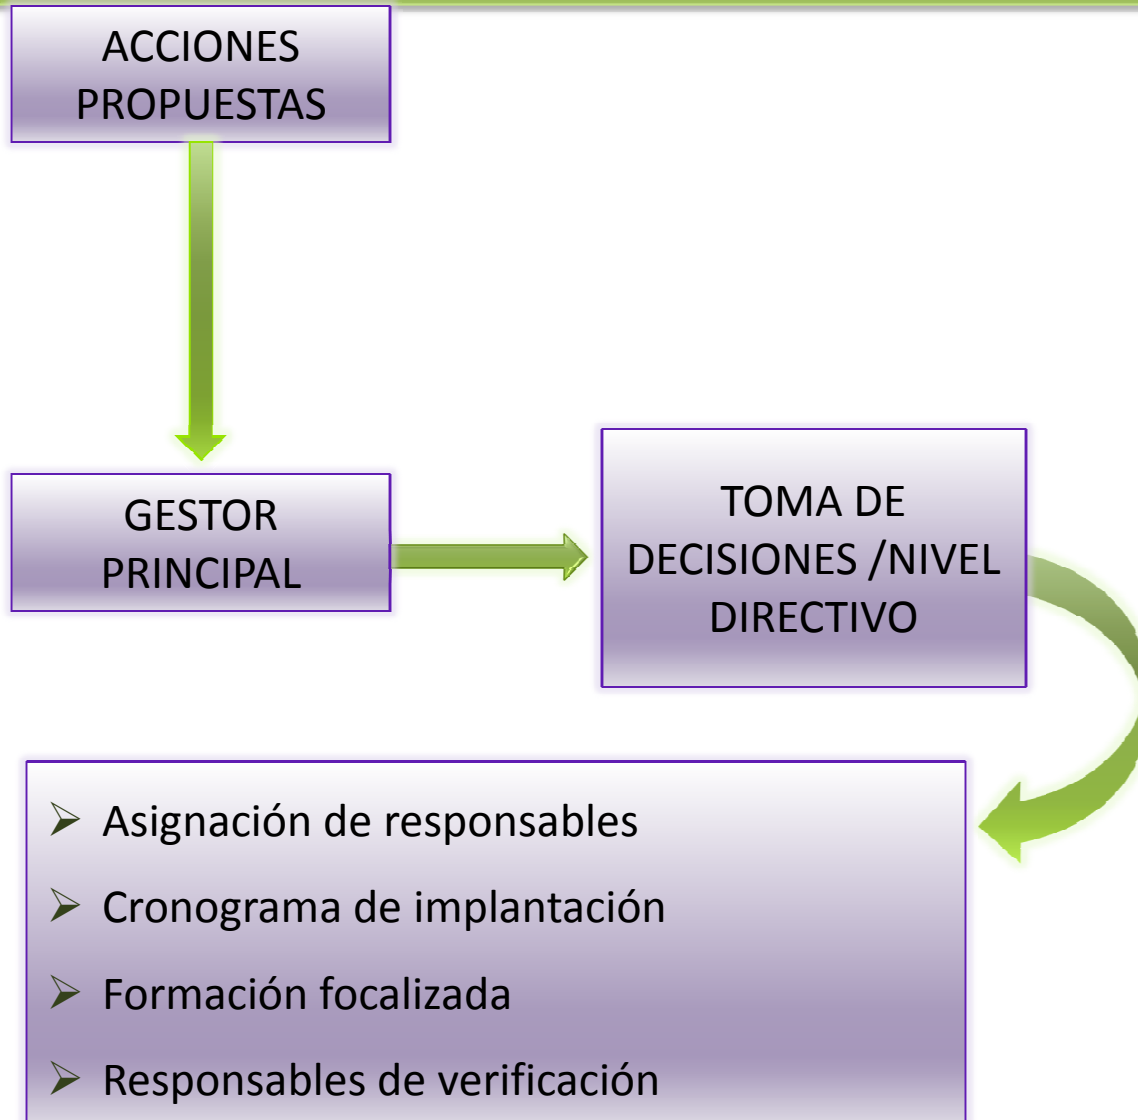 ACCIONES
PROPUESTAS
GESTOR
PRINCIPAL
TOMA DE
DECISIONES /NIVEL
DIRECTIVO
➢ Asignación de responsables
➢ Cronograma de implantación
➢ Formación focalizada
➢ Responsables de verificación